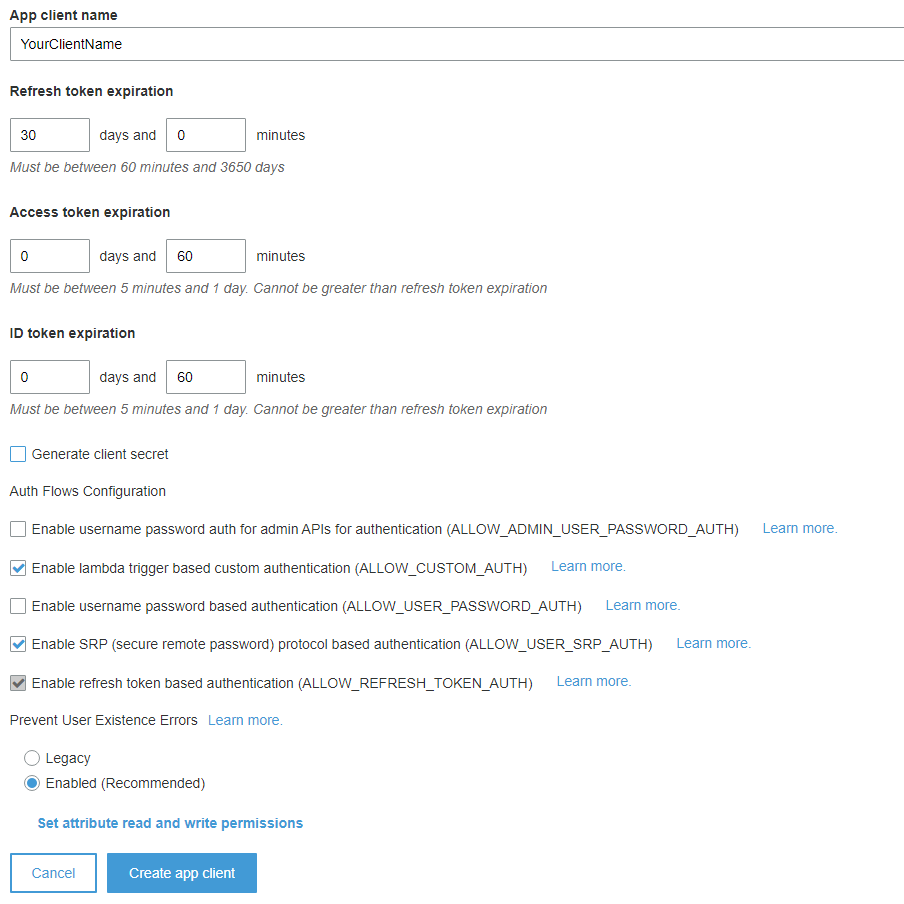 App client name
YourClientName
Refresh token expiration
30 days and 0 minutes
Must be between 60 minutes and 3650 days
Access token expiration
0 days and 60 minutes
Must be between 5 minutes and 1 day. Cannot be greater than refresh token expiration
ID token expiration
0 days and 60 minutes
Must be between 5 minutes and 1 day. Cannot be greater than refresh token expiration
Generate client secret
Auth Flows Configuration
Enable username password auth for admin APIs for authentication (ALLOW_ADMIN_USER_PASSWORD_AUTH) Learn more.
Enable lambda trigger based custom authentication (ALLOW_CUSTOM_AUTH) Learn more.
Enable username password based authentication (ALLOW_USER_PASSWORD_AUTH) Learn more.
Enable SRP (secure remote password) protocol based authentication (ALLOW_USER_SRP_AUTH) Learn more.
Enable refresh token based authentication (ALLOW_REFRESH_TOKEN_AUTH) Learn more.
Prevent User Existence Errors Learn more.
Legacy
Enabled (Recommended)
Set attribute read and write permissions
Cancel Create app client